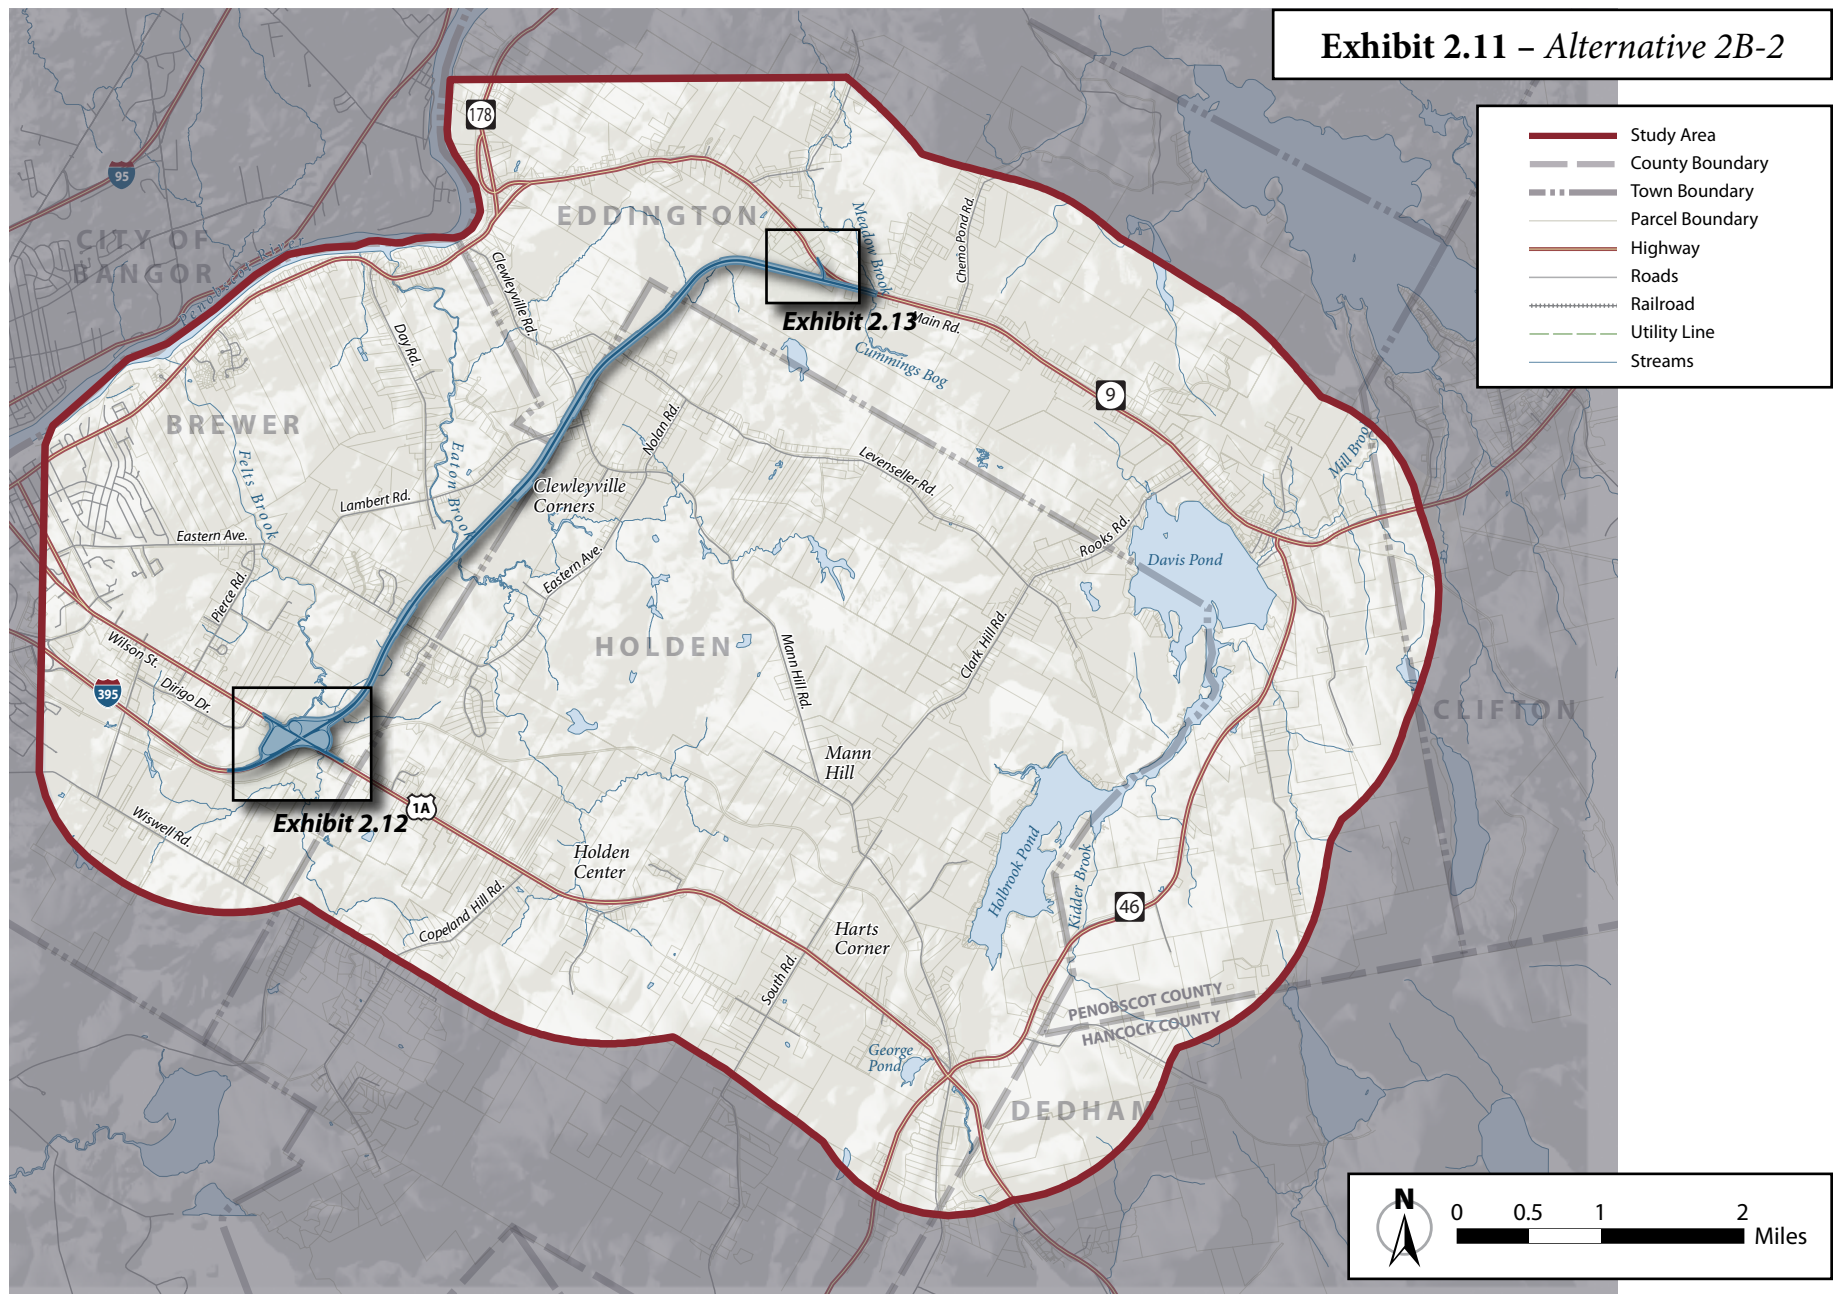 Exhibit 2.11 – Alternative 2B-2
Study Area
County Boundary
Town Boundary
Parcel Boundary
Highway
Roads
Railroad
Utility Line
Streams
178
95
CITY OF
BANGOR
Penobscot River
EDDINGTON
Meadow Brook
Chemo Pond Rd.
Clewleyville Rd.
Exhibit 2.13
Main Rd.
Day Rd.
Cummings Bog
9
BREWER
Nolan Rd.
Felts Brook
Eaton Brook
Levenseller Rd.
Mill Broo
Clewleyville
Corners
Lambert Rd.
Eastern Ave.
Rooks Rd.
Davis Pond
Eastern Ave.
Pierce Rd.
HOLDEN
Clark Hill Rd.
Wilson St.
Mann Hill Rd.
Dirigo Dr.
395
CLIFTON
Mann
Hill
1A
Exhibit 2.12
Wiswell Rd.
Holden
Center
Holbrook Pond
Kidder Brook
46
Copeland Hill Rd.
Harts
Corner
South Rd.
PENOBSCOT COUNTY
HANCOCK COUNTY
George
Pond
DEDHAM
N
0 0.5 1 2
Miles